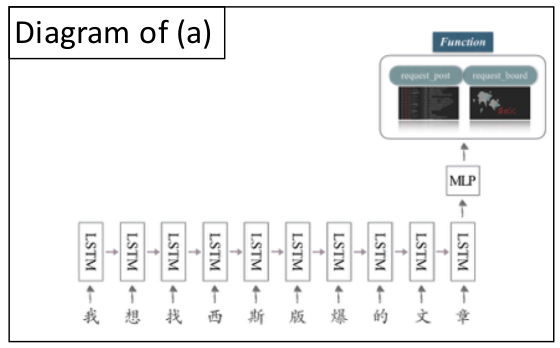 Diagram of (a)
Function
request_post request_board
MLP
LSTM LSTM LSTM LSTM LSTM LSTM LSTM LSTM LSTM LSTM
我 想 找 西 斯 版 爆 的 文 章